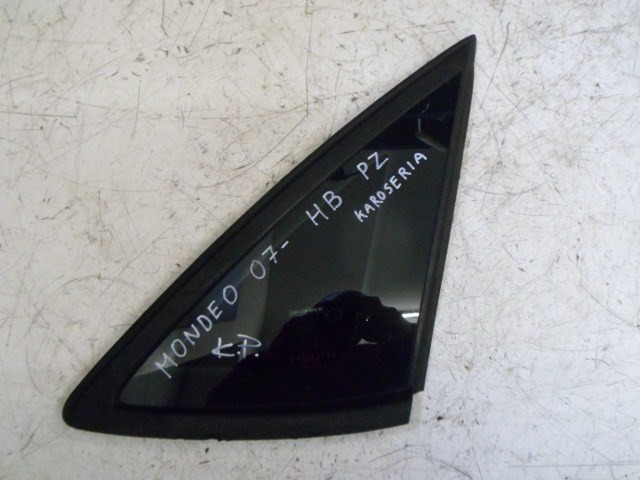 MONDEO 07- HB PZ
KAROSERIA
K.D.